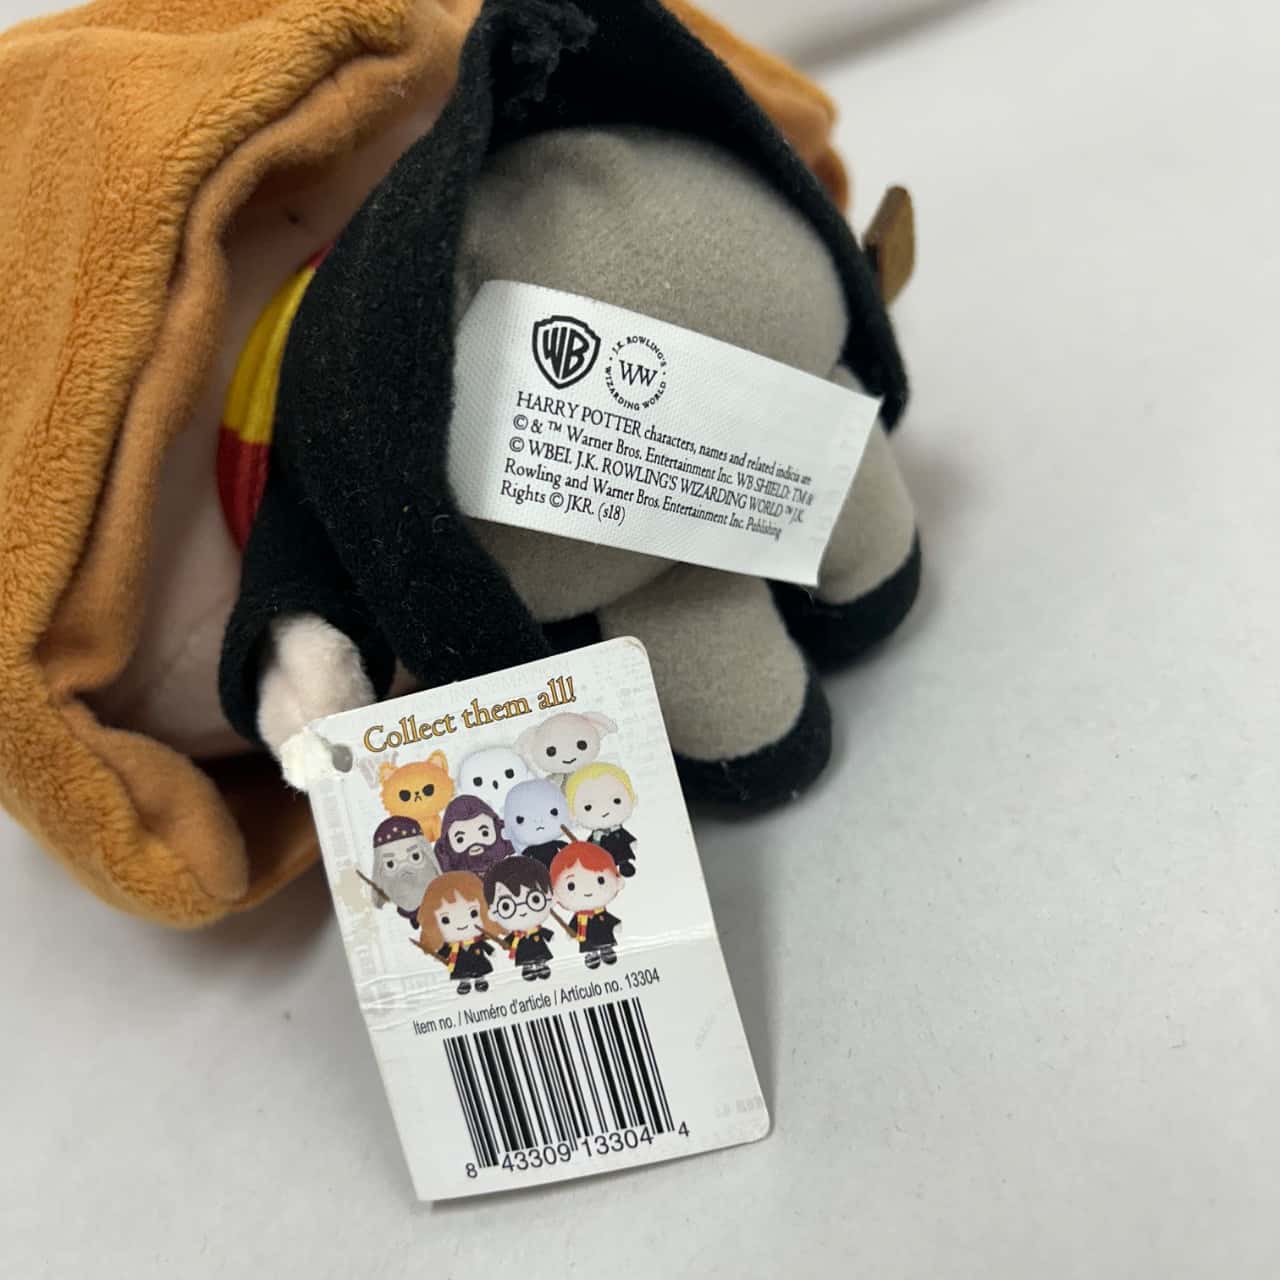 WB
J.K. ROWLING'S
WW
WIZARDING WORLD
HARRY POTTER characters, names and related indicia are
© & ™ Warner Bros. Entertainment Inc. WB SHIELD: TM &
© WBEI. J.K. ROWLING'S WIZARDING WORLD ™ J.K.
Rowling and Warner Bros. Entertainment Inc. Publishing
Rights © JKR. (s18)
Collect them all!
Item no. / Numéro d'article / Artículo no. 13304
8 43309 13304 4